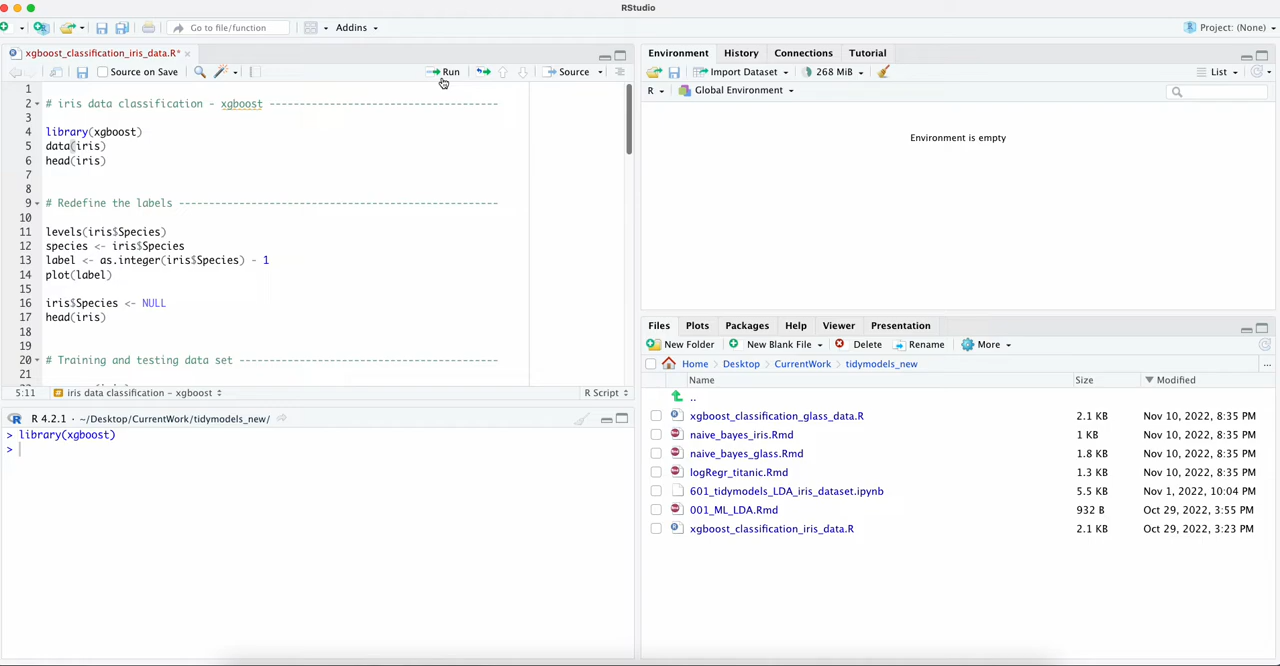 RStudio
Go to file/function
Addins
Project: (None)
xgboost_classification_iris_data.R*
Source on Save
Run
Source
1
2 # iris data classification - xgboost ---------------------------------------
3
4 library(xgboost)
5 data(iris)
6 head(iris)
7
8
9 # Redefine the labels -----------------------------------------------------
10
11 levels(iris$Species)
12 species <- iris$Species
13 label <- as.integer(iris$Species) - 1
14 plot(label)
15
16 iris$Species <- NULL
17 head(iris)
18
19
20 # Training and testing data set -------------------------------------------
21
5:11 iris data classification - xgboost R Script
R 4.2.1 · ~/Desktop/CurrentWork/tidymodels_new/
> library(xgboost)
>
Environment History Connections Tutorial
Import Dataset 268 MiB List
R Global Environment
Environment is empty
Files Plots Packages Help Viewer Presentation
New Folder New Blank File Delete Rename More
Home Desktop CurrentWork tidymodels_new ...
Name Size Modified
..
xgboost_classification_glass_data.R 2.1 KB Nov 10, 2022, 8:35 PM
naive_bayes_iris.Rmd 1 KB Nov 10, 2022, 8:35 PM
naive_bayes_glass.Rmd 1.8 KB Nov 10, 2022, 8:35 PM
logRegr_titanic.Rmd 1.3 KB Nov 10, 2022, 8:35 PM
601_tidymodels_LDA_iris_dataset.ipynb 5.5 KB Nov 1, 2022, 10:04 PM
001_ML_LDA.Rmd 932 B Oct 29, 2022, 3:55 PM
xgboost_classification_iris_data.R 2.1 KB Oct 29, 2022, 3:23 PM